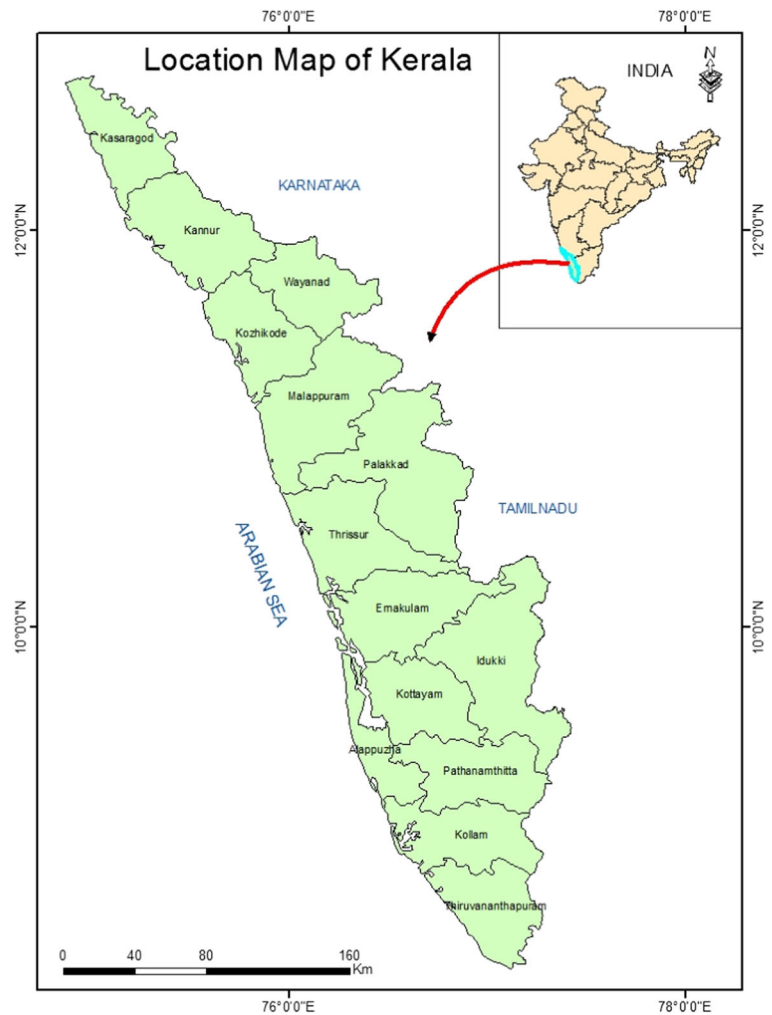 76°0'0"E
78°0'0"E
Location Map of Kerala
INDIA
N
Kasaragod
KARNATAKA
12°0'0"N
12°0'0"N
Kannur
Wayanad
Kozhikode
Malappuram
Palakkad
TAMILNADU
Thrissur
ARABIAN SEA
Ernakulam
10°0'0"N
10°0'0"N
Idukki
Kottayam
Alappuzha
Pathanamthitta
Kollam
Thiruvananthapuram
0 40 80 160
Km
76°0'0"E
78°0'0"E